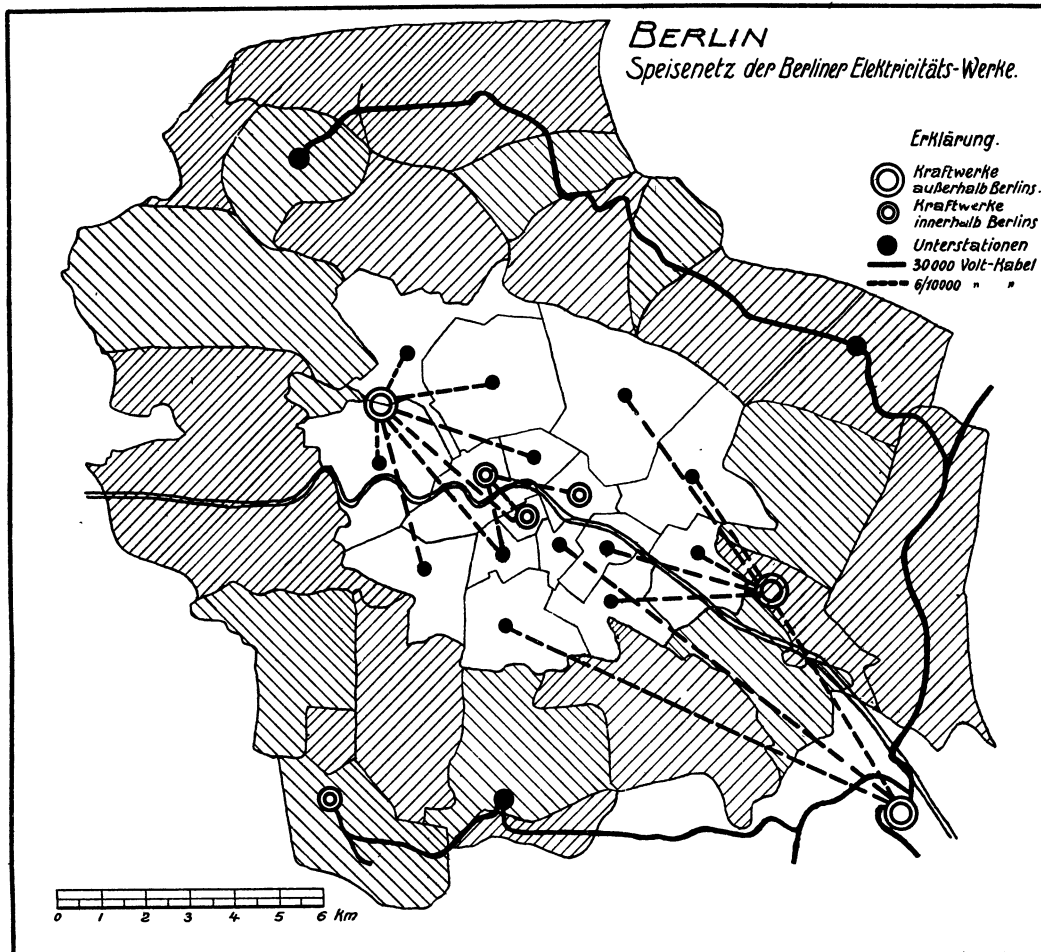 BERLIN
Speisenetz der Berliner Elektricitäts-Werke.
Erklärung.
Kraftwerke
außerhalb Berlins.
Kraftwerke
innerhalb Berlins
Unterstationen
30000 Volt-Kabel
6/10000 " "
0 1 2 3 4 5 6 Km